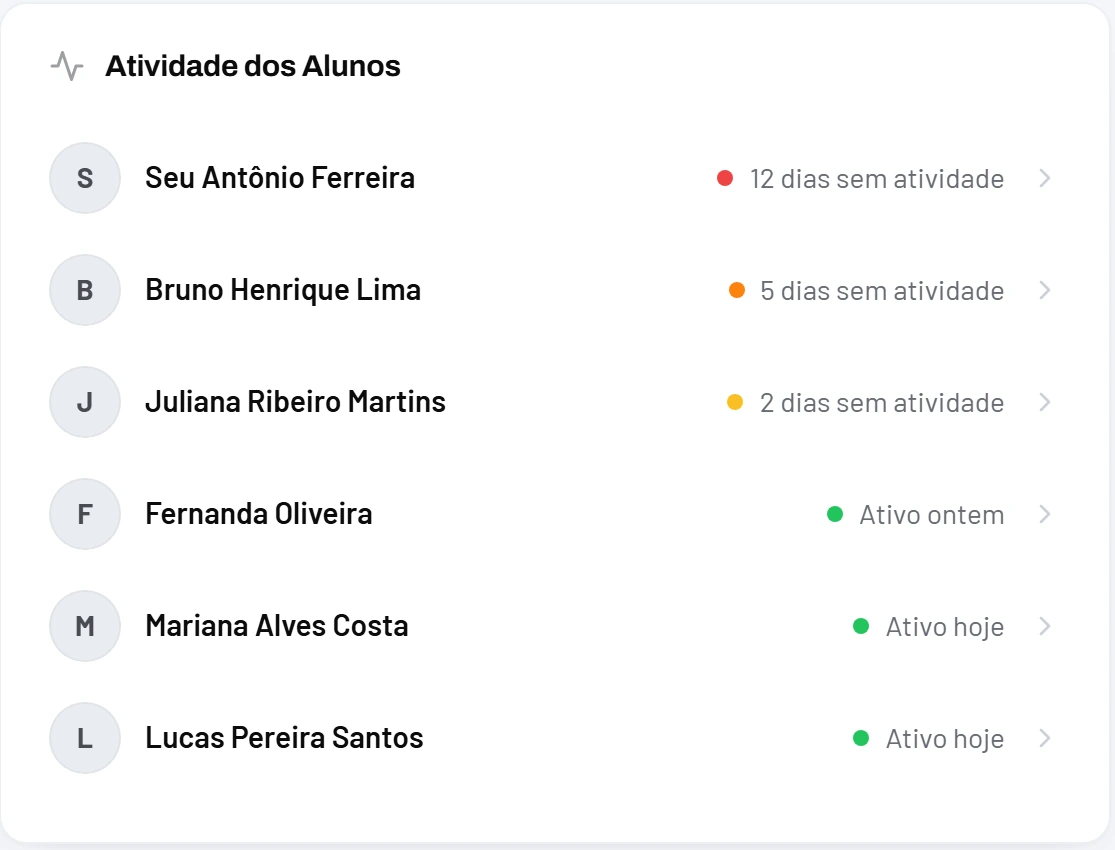 Atividade dos Alunos
S Seu Antônio Ferreira 12 dias sem atividade
B Bruno Henrique Lima 5 dias sem atividade
J Juliana Ribeiro Martins 2 dias sem atividade
F Fernanda Oliveira Ativo ontem
M Mariana Alves Costa Ativo hoje
L Lucas Pereira Santos Ativo hoje